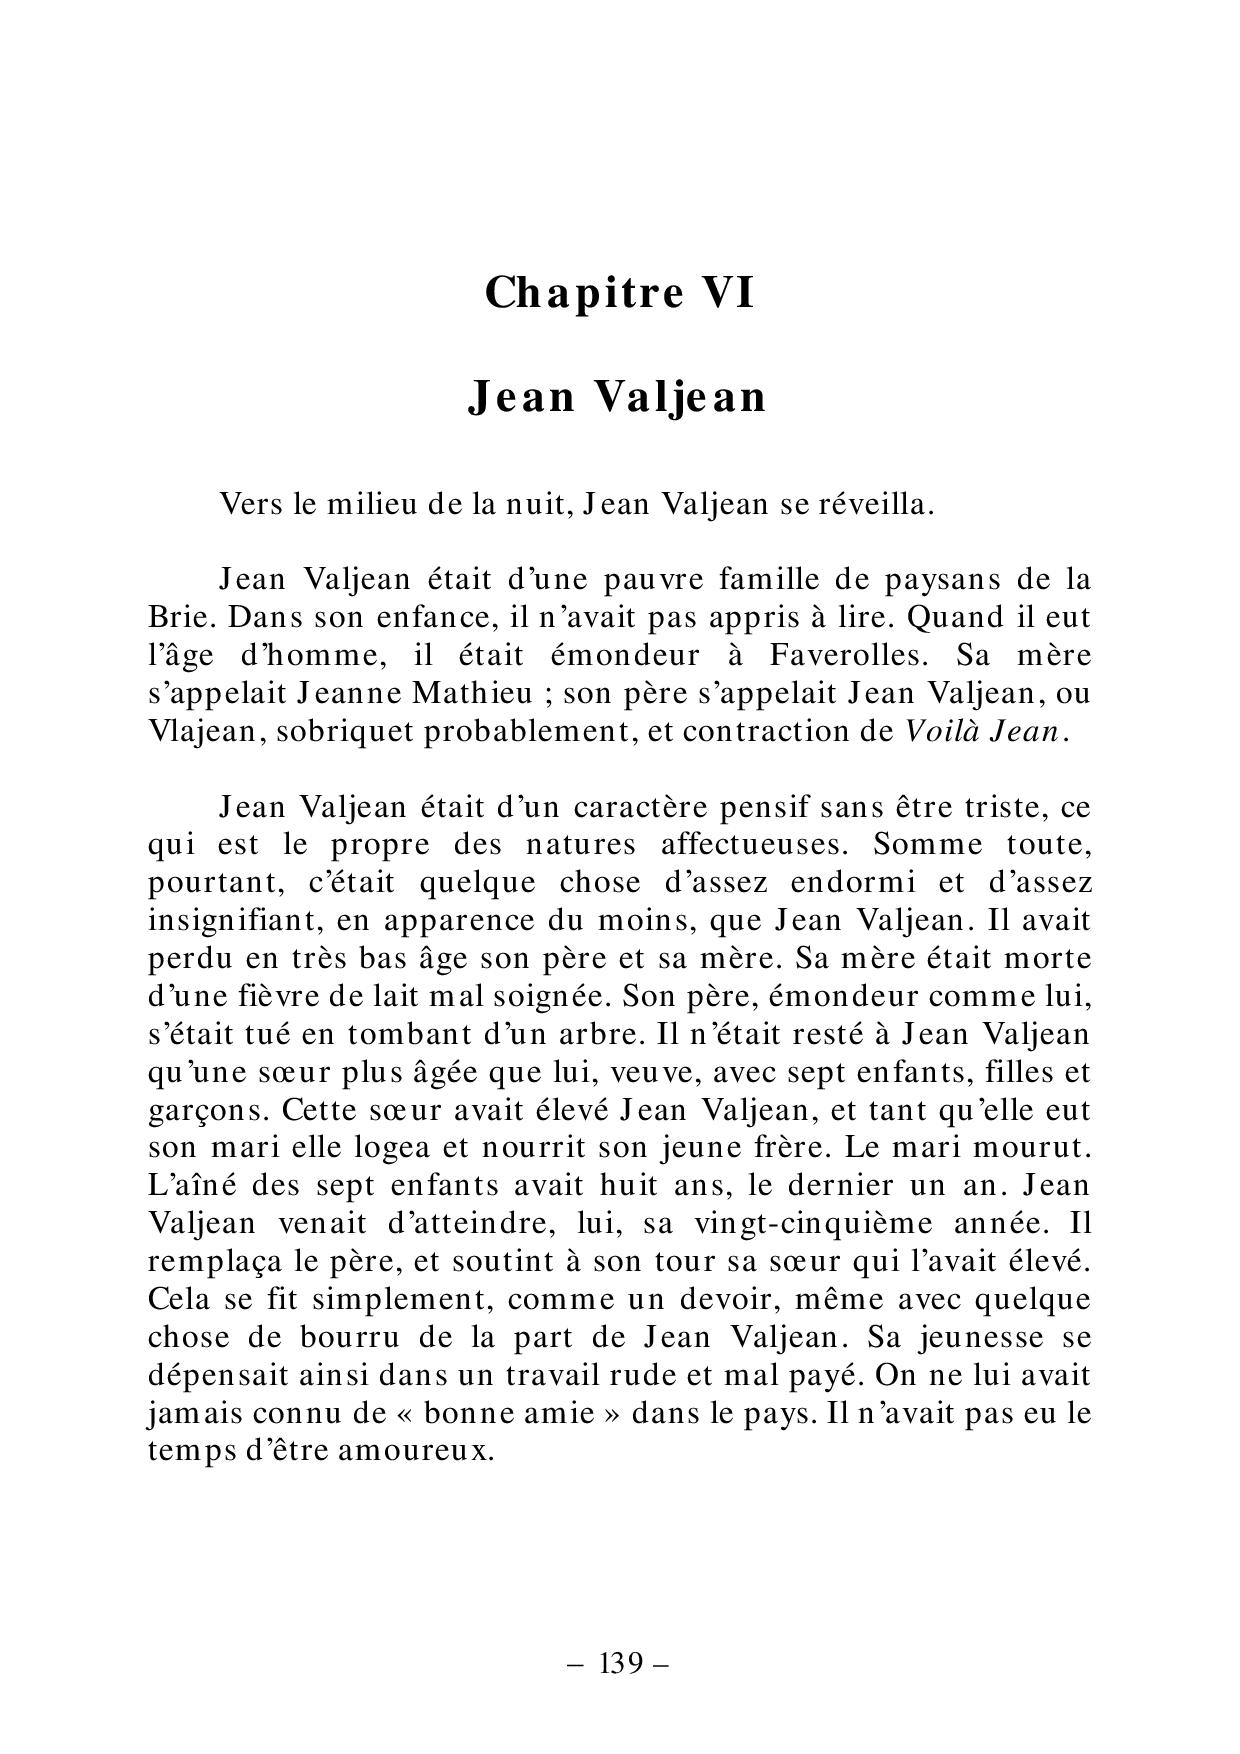 Chapitre VI
Jean Valjean
Vers le milieu de la nuit, Jean Valjean se réveilla.
Jean Valjean était d’une pauvre famille de paysans de la
Brie. Dans son enfance, il n’avait pas appris à lire. Quand il eut
l’âge d’homme, il était émondeur à Faverolles. Sa mère
s’appelait Jeanne Mathieu ; son père s’appelait Jean Valjean, ou
Vlajean, sobriquet probablement, et contraction de Voilà Jean.
Jean Valjean était d’un caractère pensif sans être triste, ce
qui est le propre des natures affectueuses. Somme toute,
pourtant, c’était quelque chose d’assez endormi et d’assez
insignifiant, en apparence du moins, que Jean Valjean. Il avait
perdu en très bas âge son père et sa mère. Sa mère était morte
d’une fièvre de lait mal soignée. Son père, émondeur comme lui,
s’était tué en tombant d’un arbre. Il n’était resté à Jean Valjean
qu’une sœur plus âgée que lui, veuve, avec sept enfants, filles et
garçons. Cette sœur avait élevé Jean Valjean, et tant qu’elle eut
son mari elle logea et nourrit son jeune frère. Le mari mourut.
L’aîné des sept enfants avait huit ans, le dernier un an. Jean
Valjean venait d’atteindre, lui, sa vingt-cinquième année. Il
remplaça le père, et soutint à son tour sa sœur qui l’avait élevé.
Cela se fit simplement, comme un devoir, même avec quelque
chose de bourru de la part de Jean Valjean. Sa jeunesse se
dépensait ainsi dans un travail rude et mal payé. On ne lui avait
jamais connu de « bonne amie » dans le pays. Il n’avait pas eu le
temps d’être amoureux.
– 139 –